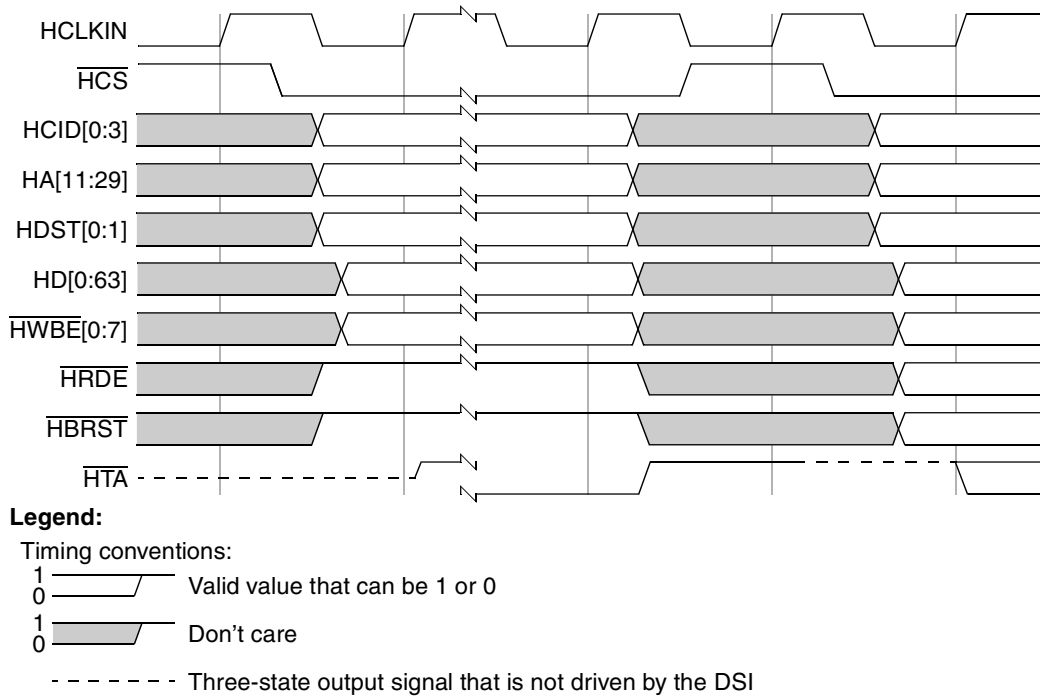 HCLKIN
HCS
HCID[0:3]
HA[11:29]
HDST[0:1]
HD[0:63]
HWBE[0:7]
HRDE
HBRST
HTA
Legend:
Timing conventions:
1
0 Valid value that can be 1 or 0
1
0 Don't care
Three-state output signal that is not driven by the DSI